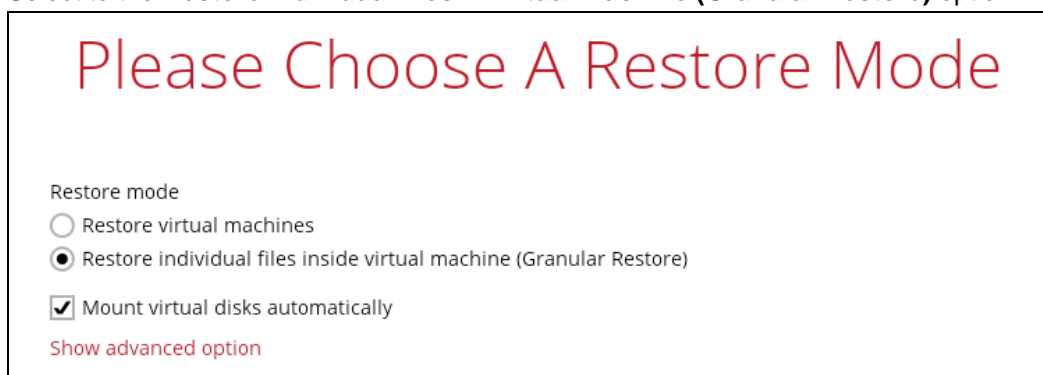 Please Choose A Restore Mode
Restore mode
Restore virtual machines
Restore individual files inside virtual machine (Granular Restore)
Mount virtual disks automatically
Show advanced option